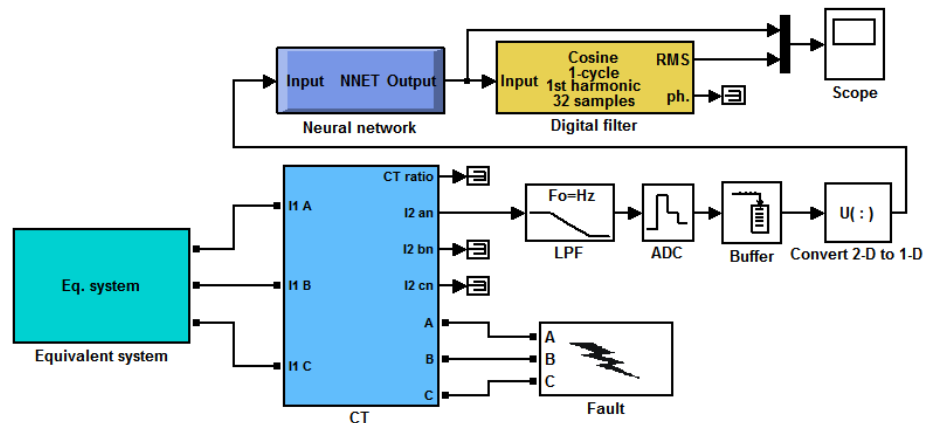 Input NNET Output
Neural network
Input
Cosine
1-cycle
1st harmonic
32 samples
RMS
ph.
Digital filter
Scope
Eq. system
Equivalent system
I1 A
I1 B
I1 C
CT ratio
I2 an
I2 bn
I2 cn
A
B
C
CT
Fo=Hz
LPF
ADC
Buffer
U( : )
Convert 2-D to 1-D
A
B
C
Fault